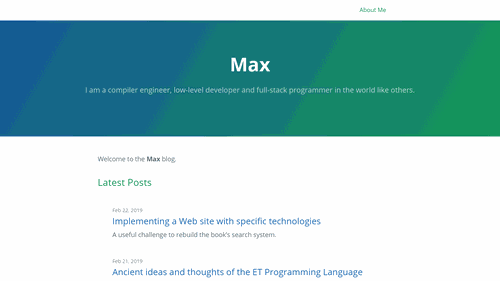 About Me
Max
I am a compiler engineer, low-level developer and full-stack programmer in the world like others.
Welcome to the Max blog.
Latest Posts
Feb 22, 2019
Implementing a Web site with specific technologies
A useful challenge to rebuild the book's search system.
Feb 21, 2019
Ancient ideas and thoughts of the ET Programming Language